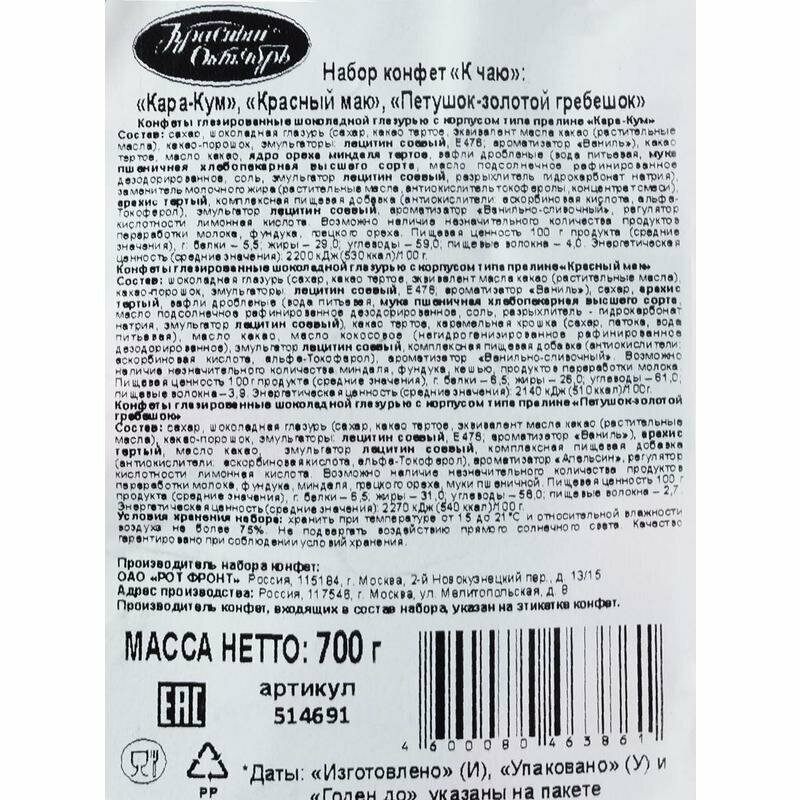 Красный
Октябрь
Набор конфет «К чаю»:
«Кара-Кум», «Красный мак», «Петушок-золотой гребешок»
Конфеты глазированные шоколадной глазурью с корпусом типа пралине «Кара-Кум»
Состав: сахар, шоколадная глазурь (сахар, какао тертое, эквивалент масла какао (растительные
масла), какао-порошок, эмульгаторы: лецитин соевый, Е476; ароматизатор «Ваниль»), какао
тертое, масло какао, ядро ореха миндаля тертое, вафли дробленые (вода питьевая, мука
пшеничная хлебопекарная высшего сорта, масло подсолнечное рафинированное
дезодорированное, соль, эмульгатор лецитин соевый, разрыхлитель гидрокарбонат натрия),
заменитель молочного жира (растительные масла, антиокислитель токоферолы, концентрат смеси),
арахис тертый, комплексная пищевая добавка (антиокислители: аскорбиновая кислота, альфа-
Токоферол), эмульгатор лецитин соевый, ароматизатор «Ванильно-сливочный», регулятор
кислотности лимонная кислота. Возможно наличие незначительного количества продуктов
переработки молока, фундука, грецкого ореха. Пищевая ценность 100 г продукта (средние
значения), г: белки – 5,5; жиры – 29,0; углеводы – 59,0; пищевые волокна – 4,0. Энергетическая
ценность (средние значения): 2200 кДж (530 ккал)/100 г.
Конфеты глазированные шоколадной глазурью с корпусом типа пралине «Красный мак»
Состав: шоколадная глазурь (сахар, какао тертое, эквивалент масла какао (растительные масла),
какао-порошок, эмульгаторы: лецитин соевый, Е476, ароматизатор «Ваниль»), сахар, арахис
тертый, вафли дробленые (вода питьевая, мука пшеничная хлебопекарная высшего сорта,
масло подсолнечное рафинированное дезодорированное, соль, разрыхлитель - гидрокарбонат
натрия, эмульгатор лецитин соевый), какао тертое, карамельная крошка (сахар, патока, вода
питьевая), масло какао, масло кокосовое (негидрогенизированное рафинированное
дезодорированное), эмульгатор лецитин соевый, комплексная пищевая добавка (антиокислители:
аскорбиновая кислота, альфа-Токоферол), ароматизатор «Ванильно-сливочный». Возможно
наличие незначительного количества миндаля, фундука, кешью, продуктов переработки молока.
Пищевая ценность 100 г продукта (средние значения), г: белки – 6,5; жиры – 26,0; углеводы – 61,0;
пищевые волокна – 3,9. Энергетическая ценность (средние значения): 2140 кДж (510 ккал)/100г.
Конфеты глазированные шоколадной глазурью с корпусом типа пралине «Петушок-золотой
гребешок»
Состав: сахар, шоколадная глазурь (сахар, какао тертое, эквивалент масла какао (растительные
масла), какао-порошок, эмульгаторы: лецитин соевый, Е476; ароматизатор «Ваниль»), арахис
тертый, масло какао, эмульгатор лецитин соевый, комплексная пищевая добавка
(антиокислители: аскорбиновая кислота, альфа-Токоферол), ароматизатор «Апельсин», регулятор
кислотности лимонная кислота. Возможно наличие незначительного количества продуктов
переработки молока, фундука, миндаля, грецкого ореха, муки пшеничной. Пищевая ценность 100 г
продукта (средние значения), г: белки – 6,5; жиры – 31,0; углеводы – 56,0; пищевые волокна – 2,7.
Энергетическая ценность (средние значения): 2270 кДж (540 ккал)/100 г.
Условия хранения набора: хранить при температуре от 15 до 21°С и относительной влажности
воздуха не более 75%. Не подвергать воздействию прямого солнечного света. Качество
гарантировано при соблюдении условий хранения.
Производитель набора конфет:
ОАО «РОТ ФРОНТ» Россия, 115184, г. Москва, 2-й Новокузнецкий пер., д. 13/15
Адрес производства: Россия, 117546, г. Москва, ул. Мелитопольская, д. 8
Производитель конфет, входящих в состав набора, указан на этикетке конфет.
МАССА НЕТТО: 700 г
ЕАС
артикул
514691
4 600080 463861
PP
*Даты: «Изготовлено» (И), «Упаковано» (У) и
«Годен до» указаны на пакете